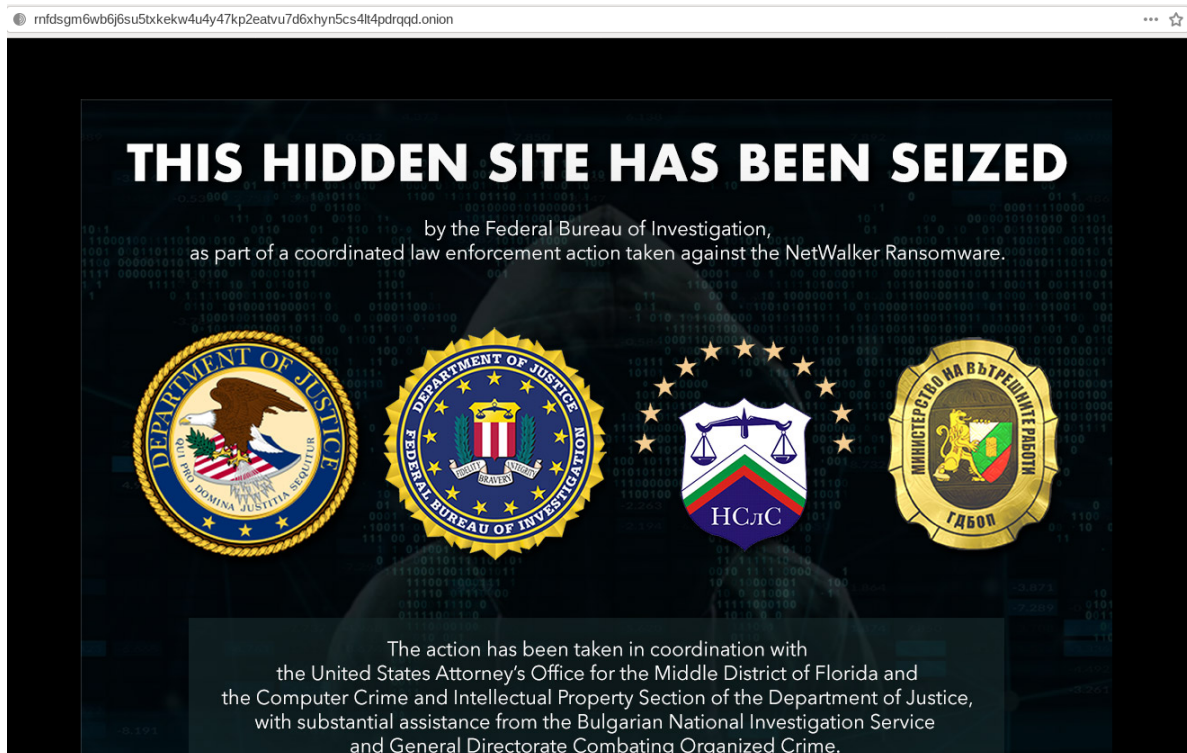 rnfdsgm6wb6j6su5txkekw4u4y47kp2eatvu7d6xhyn5cs4lt4pdrqqd.onion
THIS HIDDEN SITE HAS BEEN SEIZED
by the Federal Bureau of Investigation,
as part of a coordinated law enforcement action taken against the NetWalker Ransomware.
DEPARTMENT OF JUSTICE
QUI PRO DOMINA JUSTITIA SEQUITUR
DEPARTMENT OF JUSTICE
FEDERAL BUREAU OF INVESTIGATION
FIDELITY BRAVERY INTEGRITY
НСлС
МИНИСТЕРСТВО НА ВЪТРЕШНИТЕ РАБОТИ
ГДБОП
The action has been taken in coordination with
the United States Attorney's Office for the Middle District of Florida and
the Computer Crime and Intellectual Property Section of the Department of Justice,
with substantial assistance from the Bulgarian National Investigation Service
and General Directorate Combating Organized Crime.